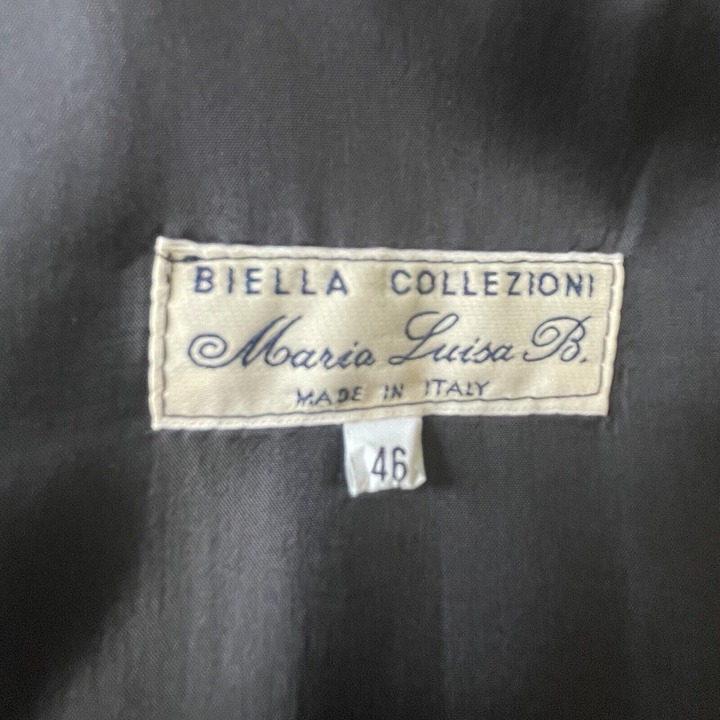 BIELLA COLLEZIONI
Maria Luisa B.
MADE IN ITALY
46